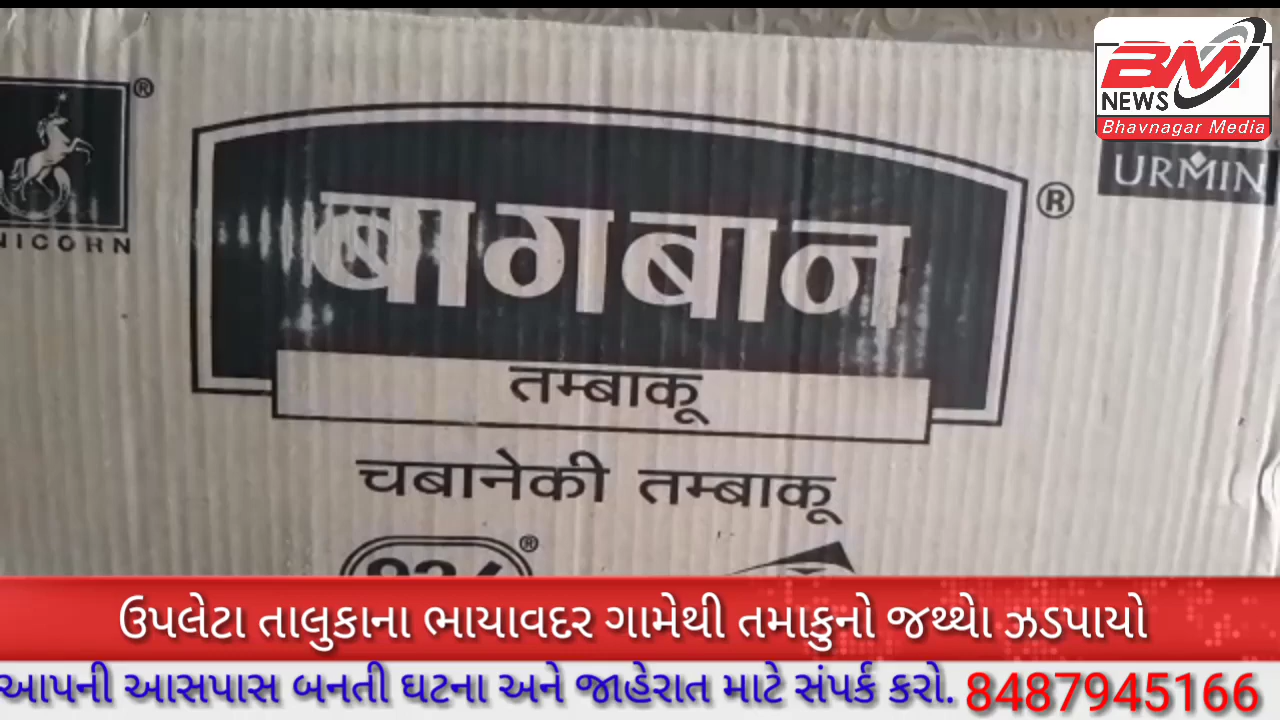 BM
NEWS
Bhavnagar Media
®
URMIN
®
NICORN
बागबान
तम्बाकू
चबानेकी तम्बाकू
®
ઉપલેટા તાલુકાના ભાયાવદર ગામેથી તમાકુનો જથ્થો ઝડપાયો
આપની આસપાસ બનતી ઘટના અને જાહેરાત માટે સંપર્ક કરો. 8487945166